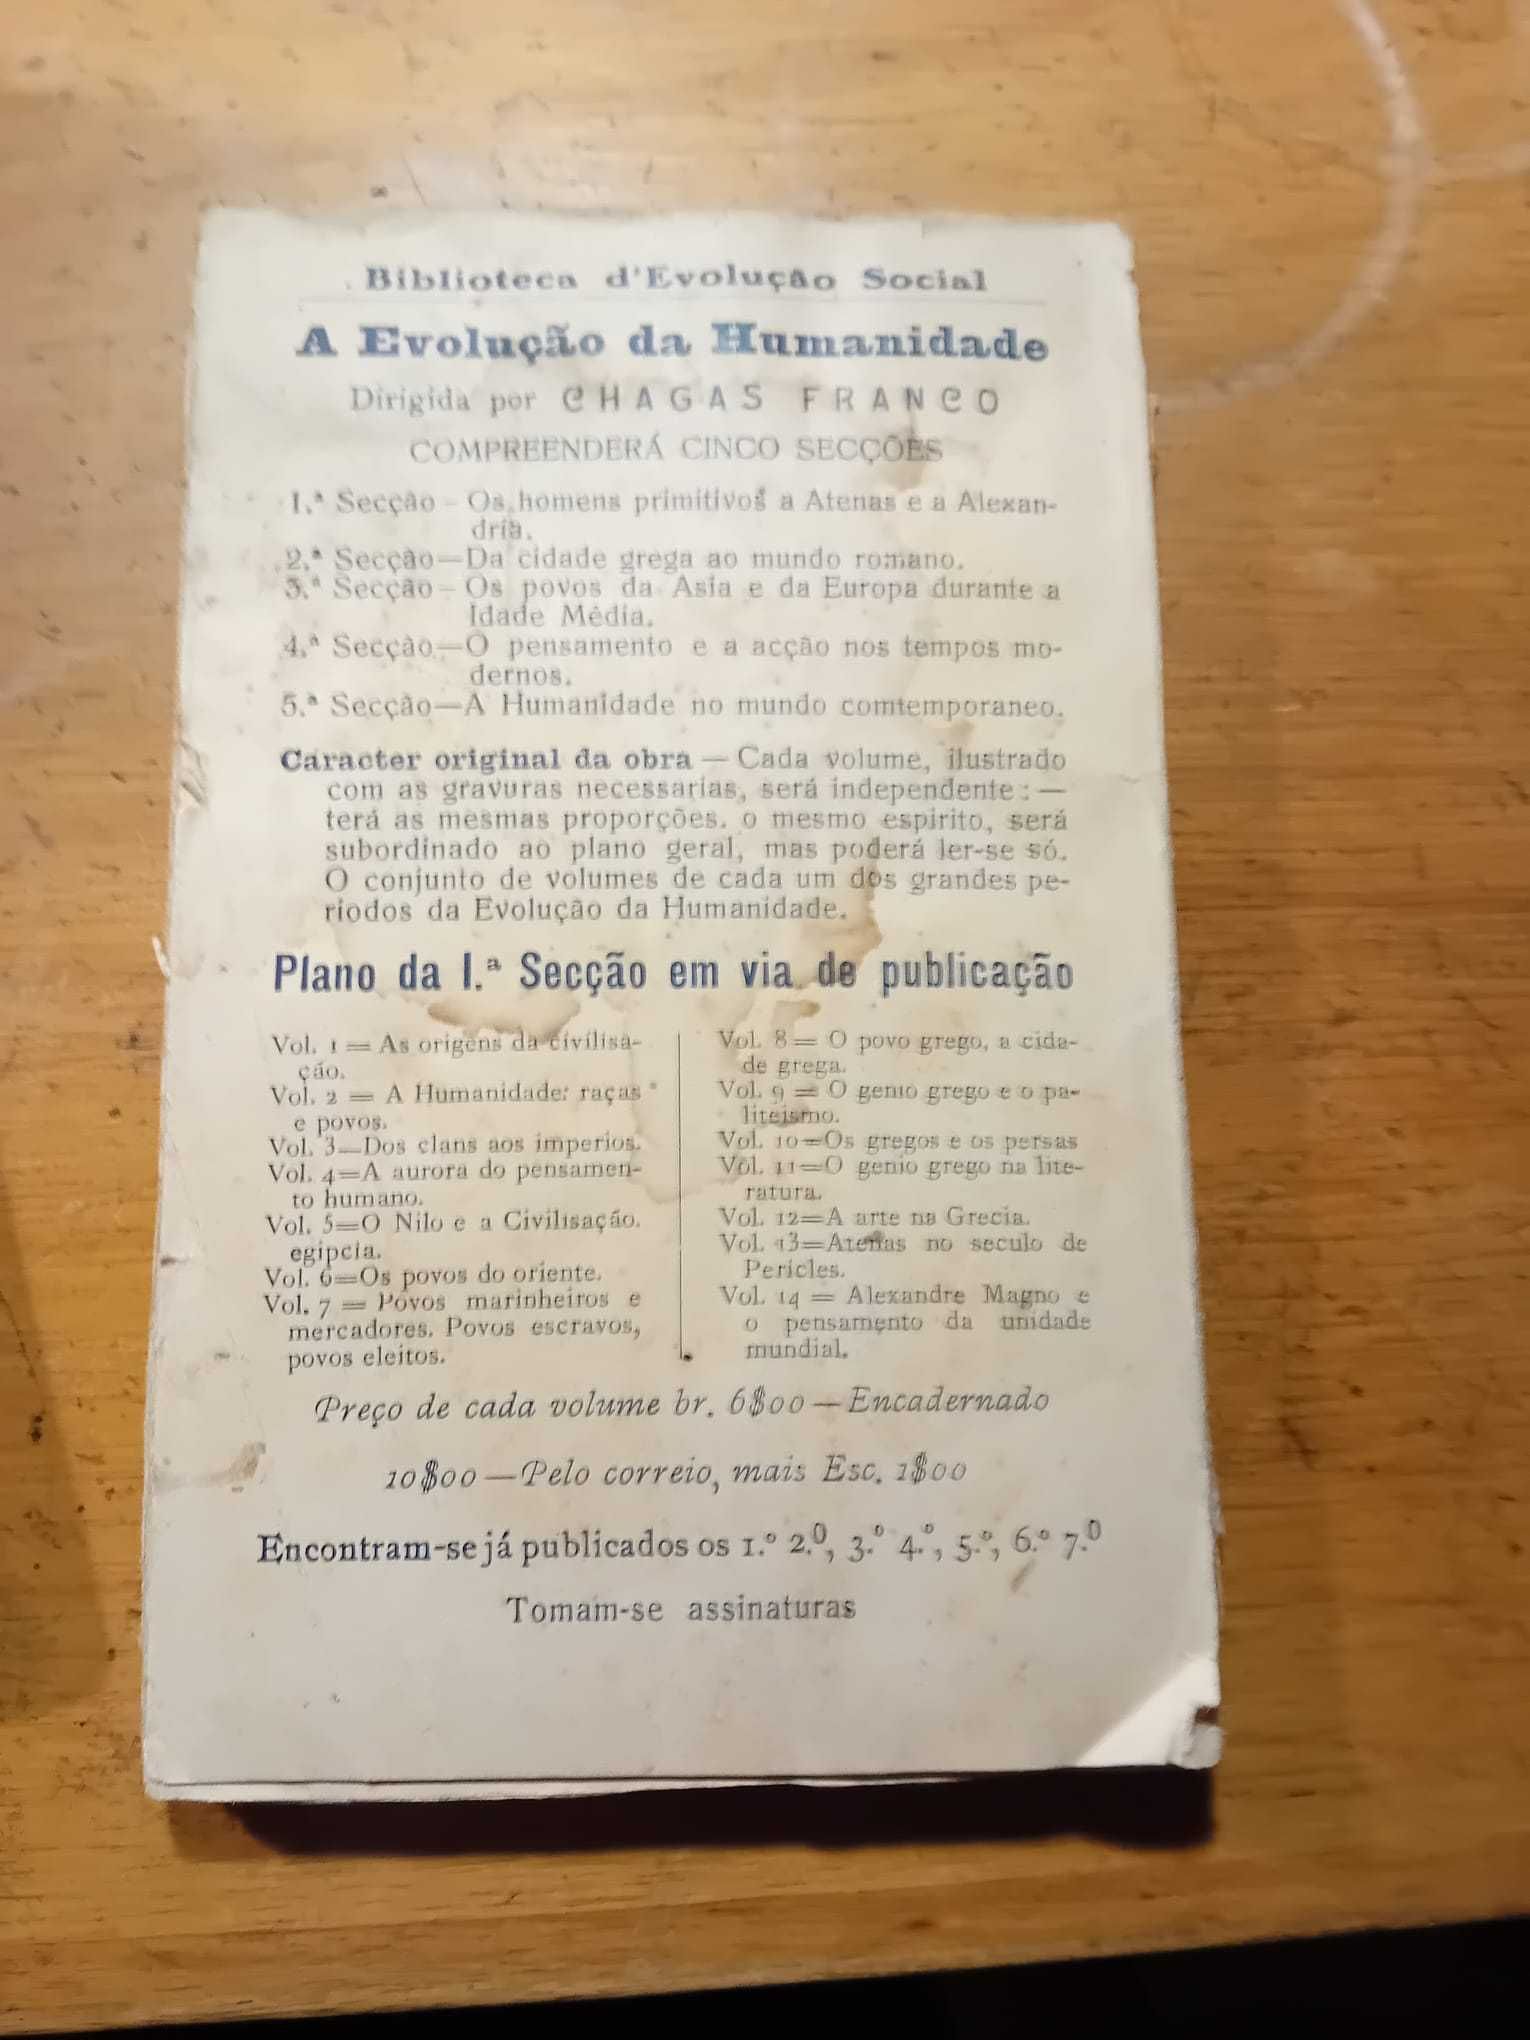 Biblioteca d'Evolução Social
A Evolução da Humanidade
Dirigida por CHAGAS FRANCO
COMPREENDERÁ CINCO SECÇÕES
1.ª Secção – Os homens primitivos a Atenas e a Alexan-
dria.
2.ª Secção—Da cidade grega ao mundo romano.
3.ª Secção – Os povos da Asia e da Europa durante a
Idade Média.
4.ª Secção—O pensamento e a acção nos tempos mo-
dernos.
5.ª Secção—A Humanidade no mundo comtemporaneo.
Caracter original da obra — Cada volume, ilustrado
com as gravuras necessarias, será independente: —
terá as mesmas proporções. o mesmo espirito, será
subordinado ao plano geral, mas poderá ler-se só.
O conjunto de volumes de cada um dos grandes pe-
riodos da Evolução da Humanidade.
Plano da I.ª Secção em via de publicação
Vol. 1 = As origens da civilisa-
ção.
Vol. 2 = A Humanidade: raças
e povos.
Vol. 3—Dos clans aos imperios.
Vol. 4=A aurora do pensamen-
to humano.
Vol. 5=O Nilo e a Civilisação.
egipcia.
Vol. 6=Os povos do oriente.
Vol. 7 = Povos marinheiros e
mercadores. Povos escravos,
povos eleitos.
Vol. 8 = O povo grego, a cida-
de grega.
Vol. 9 = O genio grego e o pa-
liteismo.
Vol. 10=Os gregos e os persas
Vol. 11=O genio grego na lite-
ratura.
Vol. 12=A arte na Grecia.
Vol. 13=Atenas no seculo de
Pericles.
Vol. 14 = Alexandre Magno e
o pensamento da unidade
mundial.
Preço de cada volume br. 6$00 — Encadernado
10$00 — Pelo correio, mais Esc. 1$00
Encontram-se já publicados os 1.º 2.º, 3.º 4.º, 5.º, 6.º 7.º
Tomam-se assinaturas